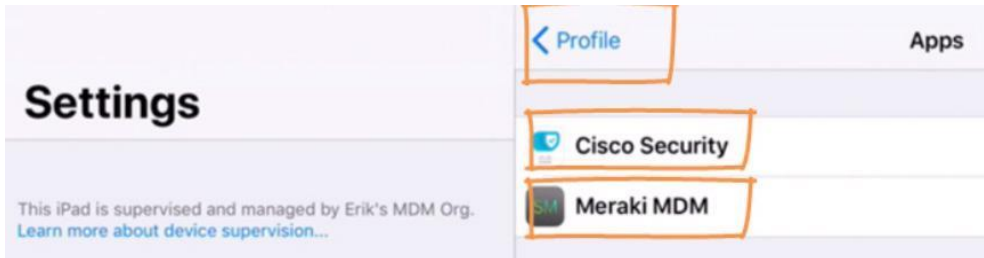 Settings
This iPad is supervised and managed by Erik's MDM Org.
Learn more about device supervision...
Profile
Apps
Cisco Security
SM
Meraki MDM